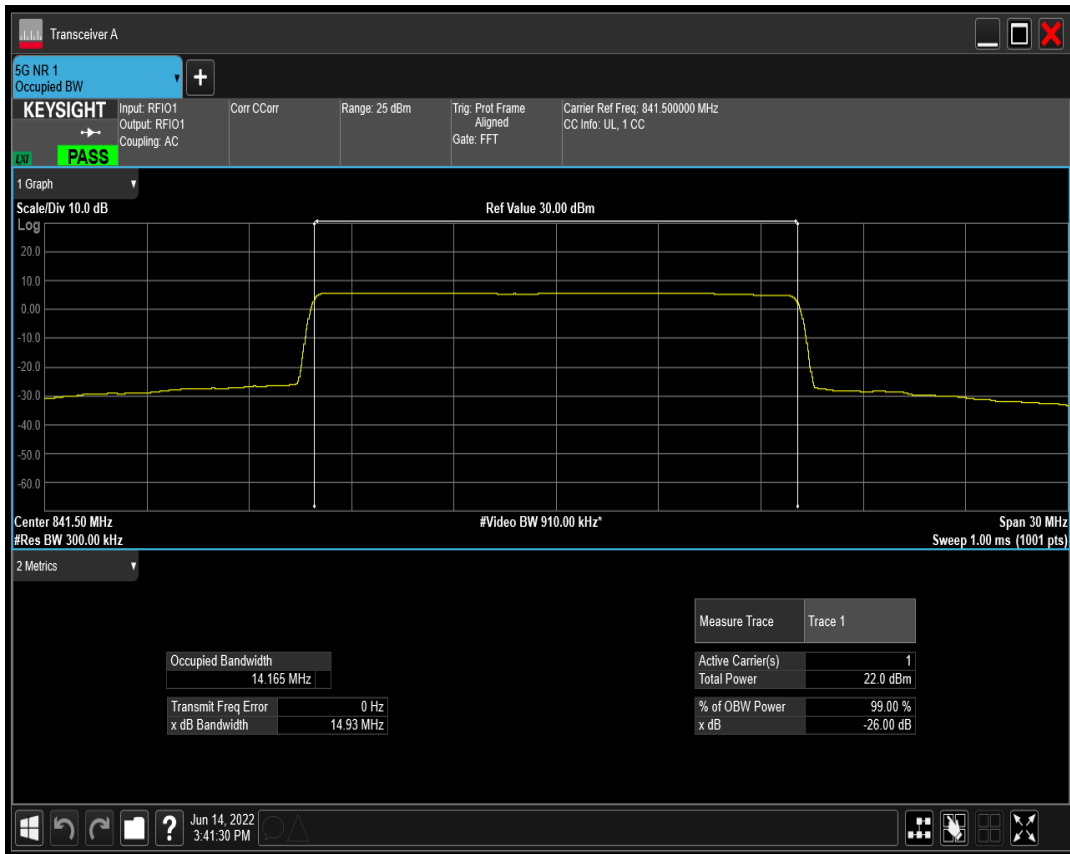 Transceiver A
5G NR 1
Occupied BW
+
KEYSIGHT
LXI
PASS
Input: RFIO1
Output: RFIO1
Coupling: AC
Corr CCorr
Range: 25 dBm
Trig: Prot Frame
Aligned
Gate: FFT
Carrier Ref Freq: 841.500000 MHz
CC Info: UL, 1 CC
1 Graph
Scale/Div 10.0 dB
Ref Value 30.00 dBm
Log
20.0
10.0
0.00
-10.0
-20.0
-30.0
-40.0
-50.0
-60.0
Center 841.50 MHz
#Video BW 910.00 kHz*
Span 30 MHz
#Res BW 300.00 kHz
Sweep 1.00 ms (1001 pts)
2 Metrics
Measure Trace Trace 1
Occupied Bandwidth
14.165 MHz
Active Carrier(s) 1
Total Power 22.0 dBm
Transmit Freq Error 0 Hz
x dB Bandwidth 14.93 MHz
% of OBW Power 99.00 %
x dB -26.00 dB
?
Jun 14, 2022
3:41:30 PM